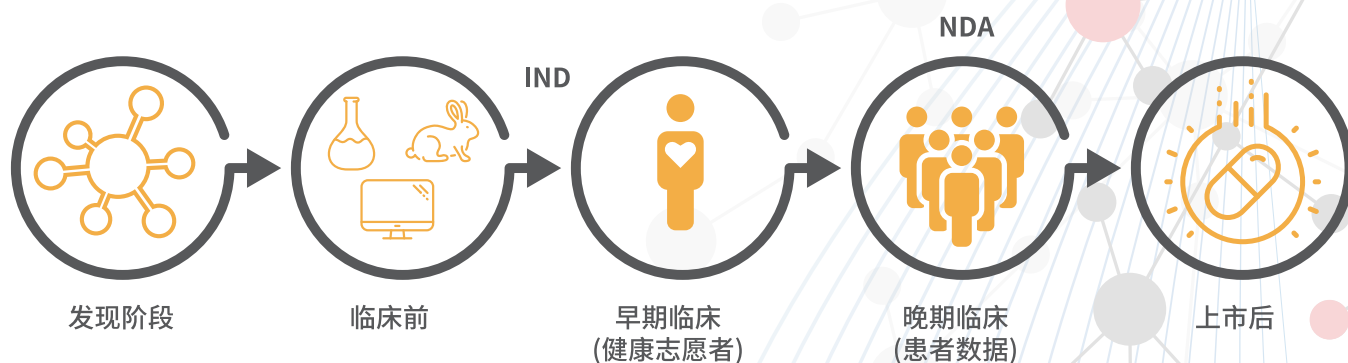 NDA
IND
发现阶段
临床前
早期临床
(健康志愿者)
晚期临床
(患者数据)
上市后